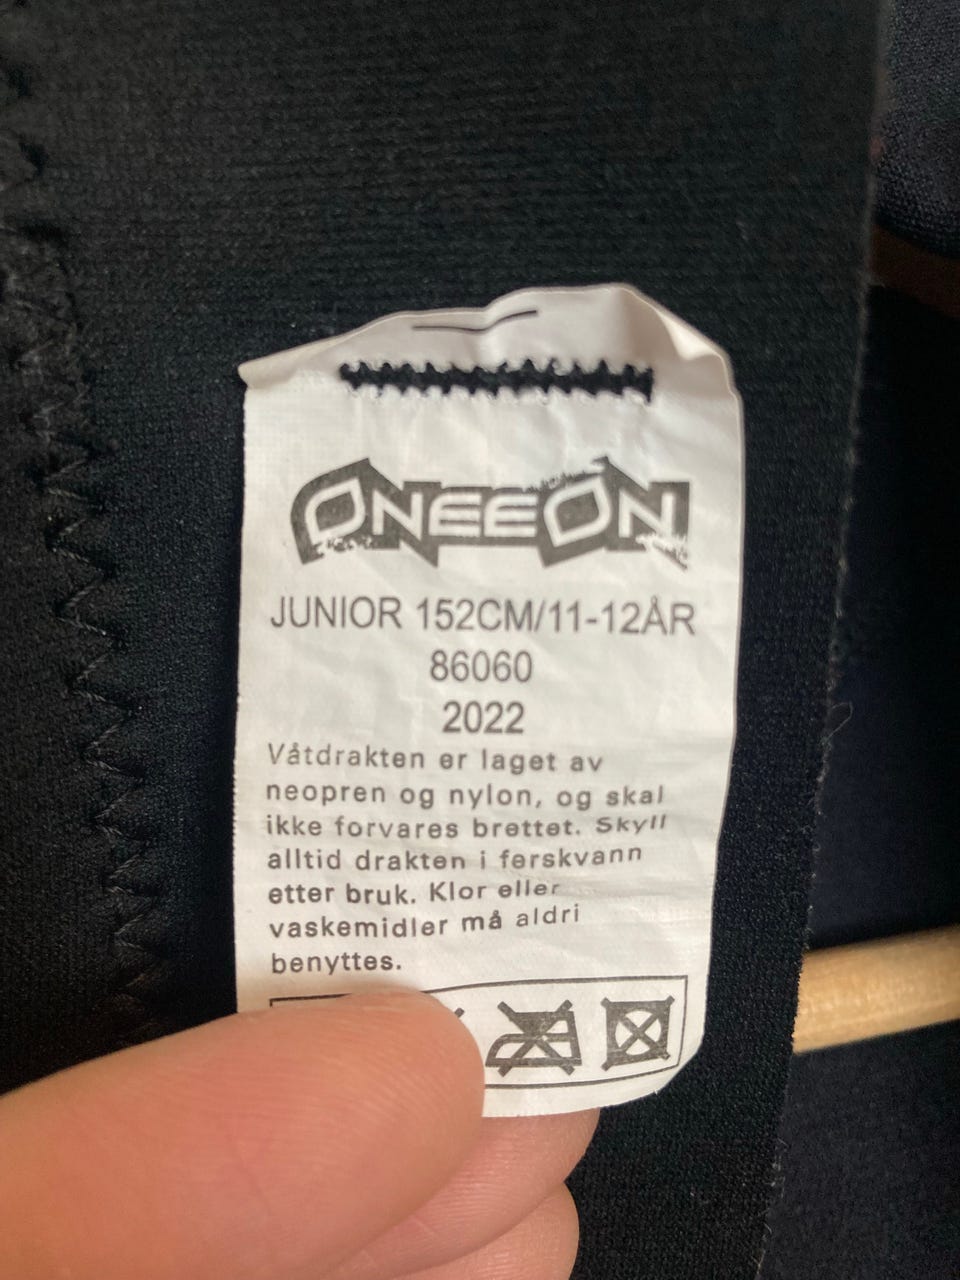 ONEEON
JUNIOR 152CM/11-12ÅR
86060
2022
Våtdrakten er laget av
neopren og nylon, og skal
ikke forvares brettet. Skyll
alltid drakten i ferskvann
etter bruk. Klor eller
vaskemidler må aldri
benyttes.